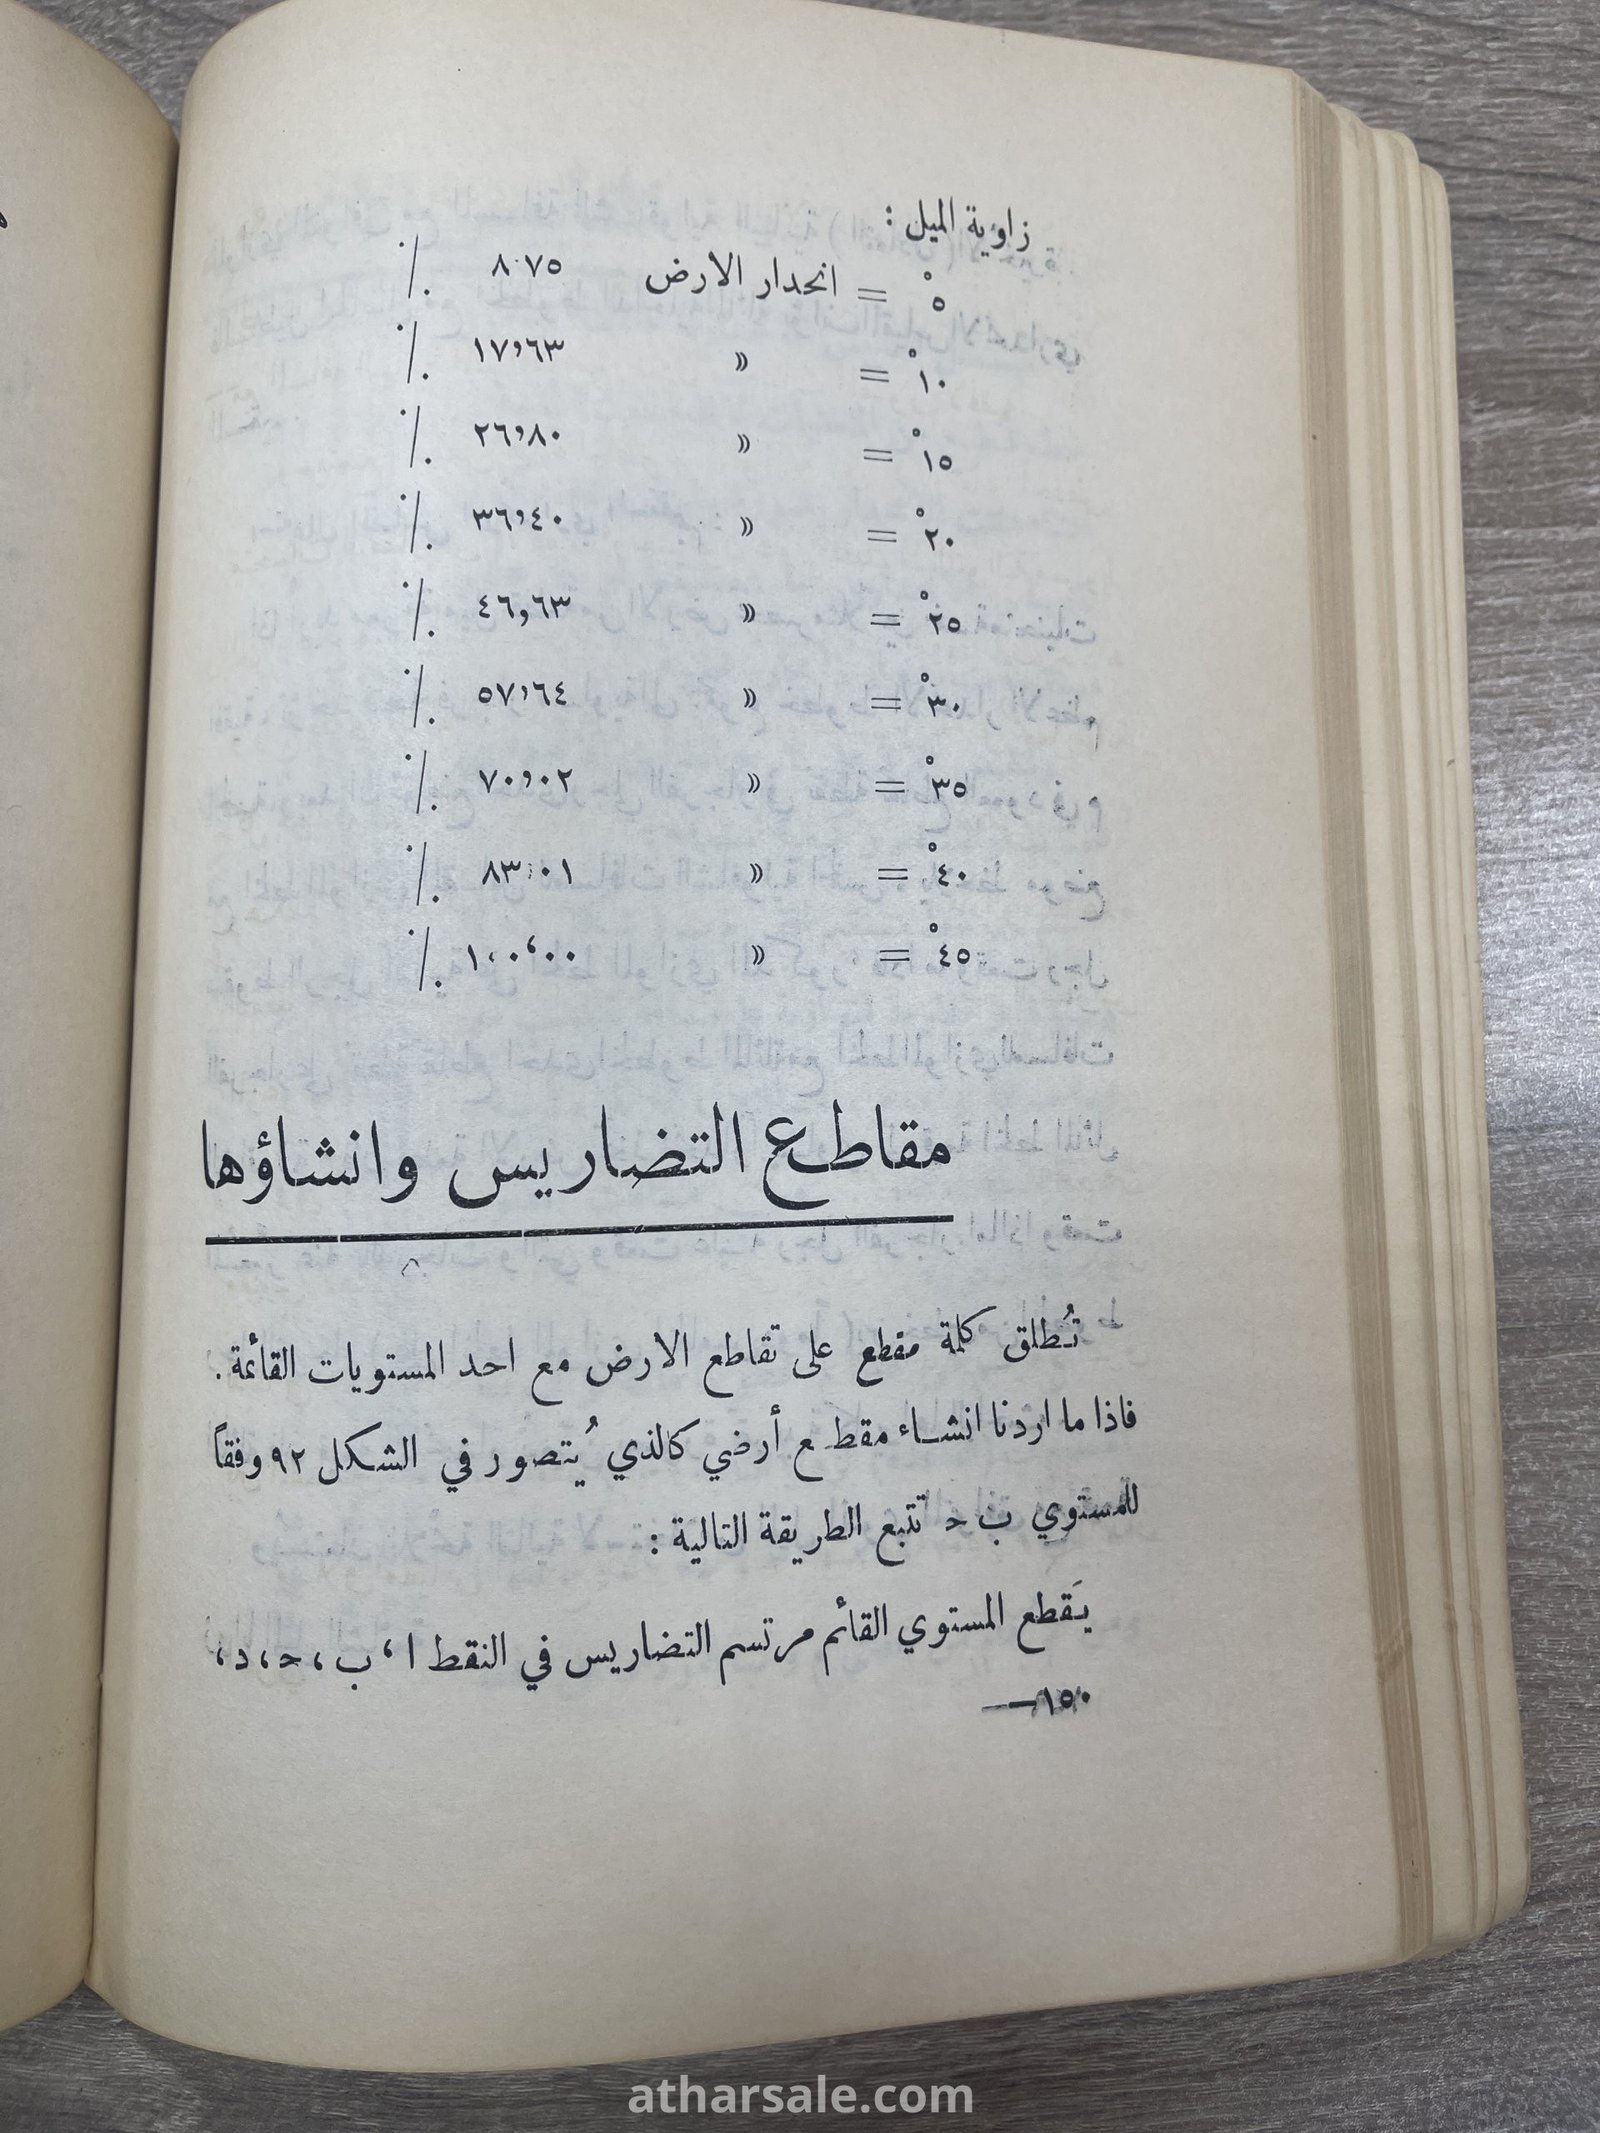 زاوية الميل :
٥° = انحدار الارض ٨٠٧٥ ٪
١٠° = » ١٧,٦٣ ٪
١٥° = » ٢٦,٨٠ ٪
٢٠° = » ٣٦,٤٠ ٪
٢٥° = » ٤٦,٦٣ ٪
٣٠° = » ٥٧,٦٤ ٪
٣٥° = » ٧٠,٠٢ ٪
٤٠° = » ٨٣,٠١ ٪
٤٥° = » ١٠٠,٠٠ ٪
مقاطع التضاريس وانشاؤها
تُطلق كلمة مقطع على تقاطع الارض مع احد المستويات القائمة .
فاذا ما اردنا انشاء مقطع أرضي كالذي يُتصور في الشكل ٩٢ وفقاً
للمستوي ب ح تتبع الطريقة التالية :
يَقطع المستوي القائم مرتسم التضاريس في النقط ا ، ب ، ح ، د ،
١٥٠ —
atharsale.com